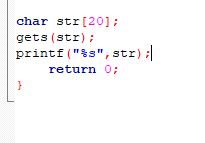 char str[20];
gets(str);
printf("%s",str);
    return 0;
}